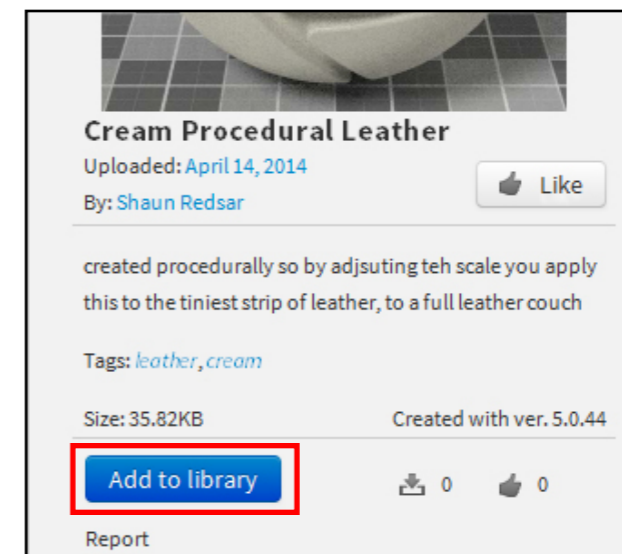 Cream Procedural Leather
Uploaded: April 14, 2014
Like
By: Shaun Redsar
created procedurally so by adjsuting teh scale you apply
this to the tiniest strip of leather, to a full leather couch
Tags: leather, cream
Size: 35.82KB Created with ver. 5.0.44
Add to library 0 0
Report